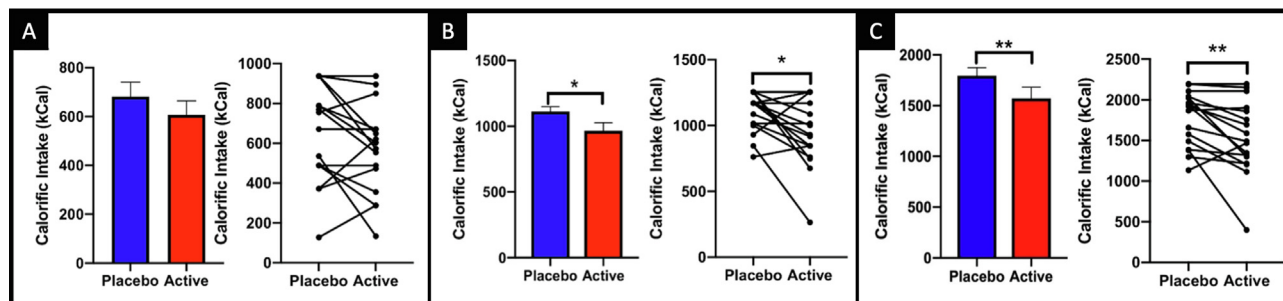 A
Calorific Intake (kCal)
800
600
400
200
0
Placebo Active
Calorific Intake (kCal)
1000
800
600
400
200
0
Placebo Active
B
Calorific Intake (kCal)
1500
1000
500
0
*
Placebo Active
Calorific Intake (kCal)
1500
1000
500
0
*
Placebo Active
C
Calorific Intake (kCal)
2000
1500
1000
500
0
**
Placebo Active
Calorific Intake (kCal)
2500
2000
1500
1000
500
0
**
Placebo Active